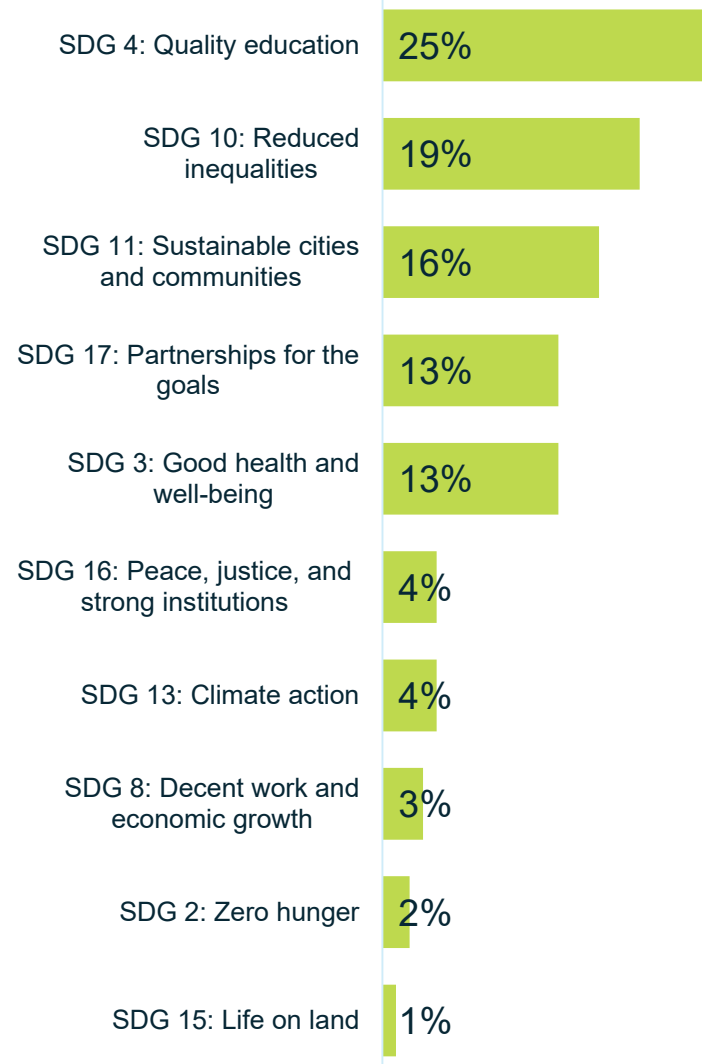 SDG 4: Quality education
25%
SDG 10: Reduced
inequalities
19%
SDG 11: Sustainable cities
and communities
16%
SDG 17: Partnerships for the
goals
13%
SDG 3: Good health and
well-being
13%
SDG 16: Peace, justice, and
strong institutions
4%
SDG 13: Climate action
4%
SDG 8: Decent work and
economic growth
3%
SDG 2: Zero hunger
2%
SDG 15: Life on land
1%